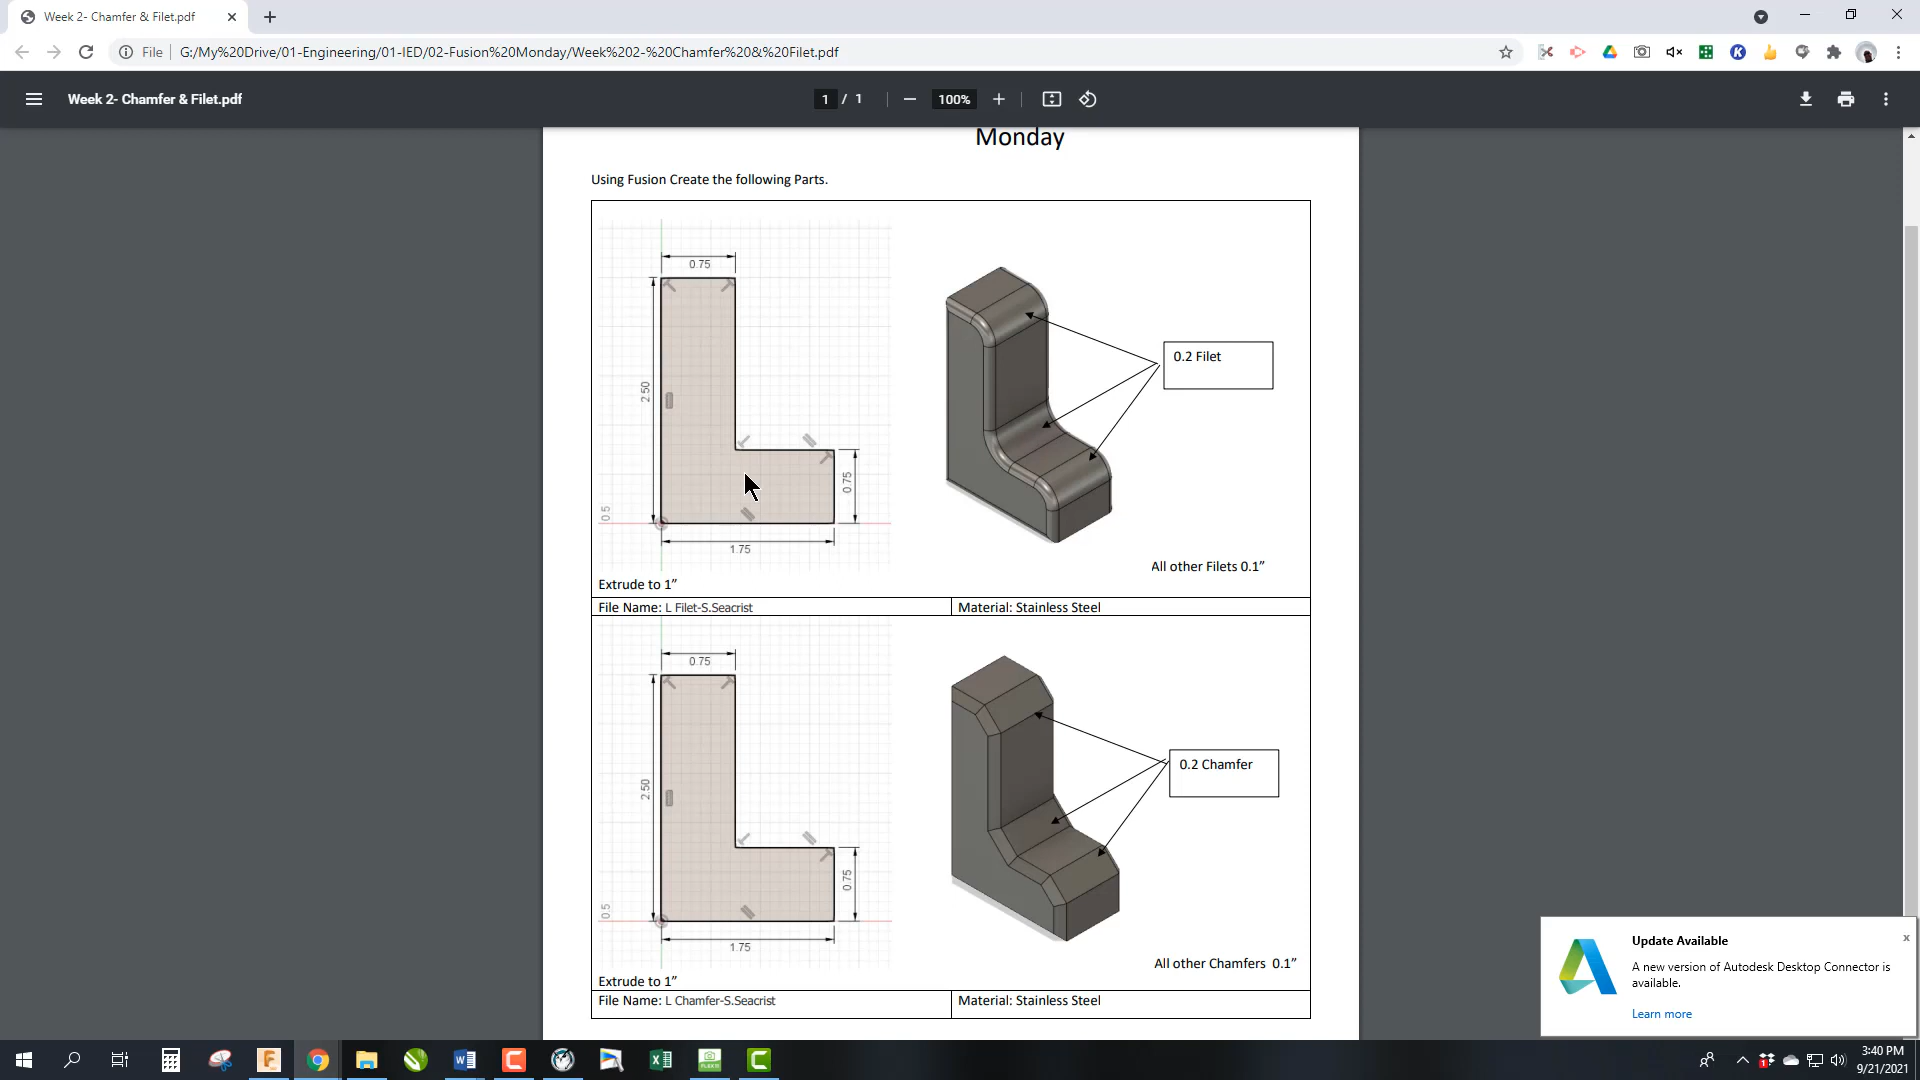 Week 2- Chamfer & Filet.pdf
File
G:/My%20Drive/01-Engineering/01-IED/02-Fusion%20Monday/Week%202-%20Chamfer%20&%20Filet.pdf
Week 2- Chamfer & Filet.pdf
1 / 1
100%
Monday
Using Fusion Create the following Parts.
0.75
2.50
0.75
0.5
1.75
0.2 Filet
All other Filets 0.1”
Extrude to 1”
File Name: L Filet-S.Seacrist
Material: Stainless Steel
0.75
2.50
0.75
0.5
1.75
0.2 Chamfer
All other Chamfers 0.1”
Extrude to 1”
File Name: L Chamfer-S.Seacrist
Material: Stainless Steel
Update Available
A new version of Autodesk Desktop Connector is
available.
Learn more
3:40 PM
9/21/2021